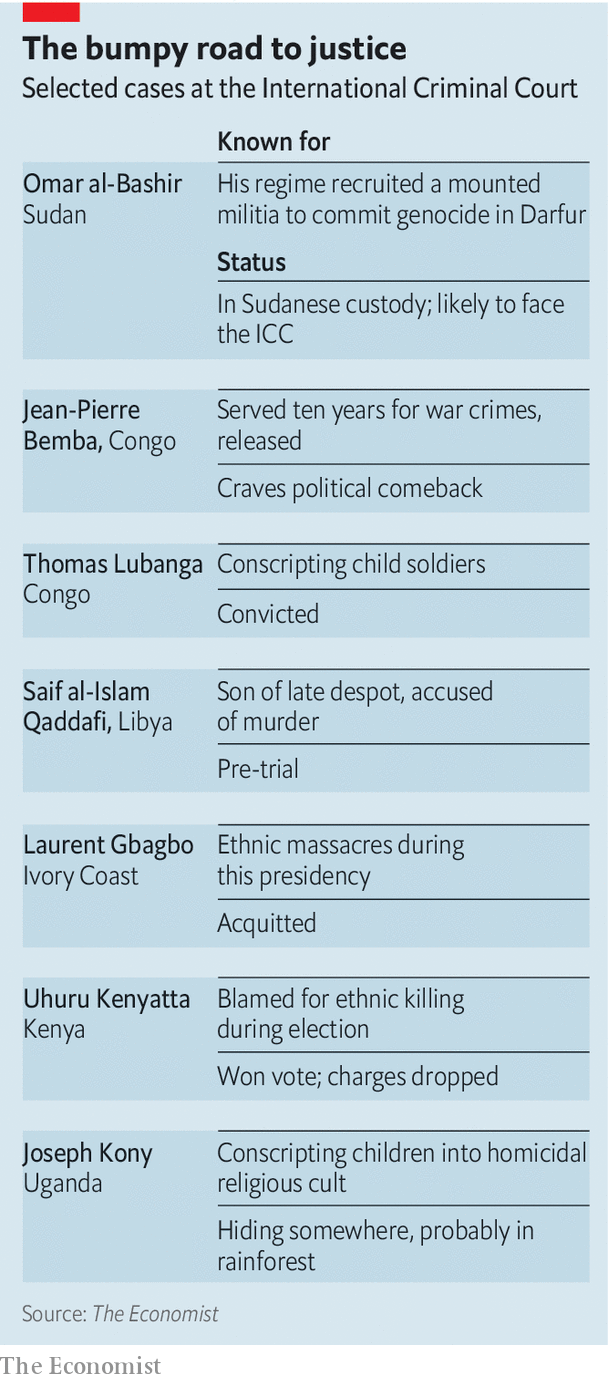 The bumpy road to justice
Selected cases at the International Criminal Court
Known for
Omar al-Bashir
Sudan
His regime recruited a mounted
militia to commit genocide in Darfur
Status
In Sudanese custody; likely to face
the ICC
Jean-Pierre
Bemba, Congo
Served ten years for war crimes,
released
Craves political comeback
Thomas Lubanga
Congo
Conscripting child soldiers
Convicted
Saif al-Islam
Qaddafi, Libya
Son of late despot, accused
of murder
Pre-trial
Laurent Gbagbo
Ivory Coast
Ethnic massacres during
this presidency
Acquitted
Uhuru Kenyatta
Kenya
Blamed for ethnic killing
during election
Won vote; charges dropped
Joseph Kony
Uganda
Conscripting children into homicidal
religious cult
Hiding somewhere, probably in
rainforest
Source: The Economist
The Economist